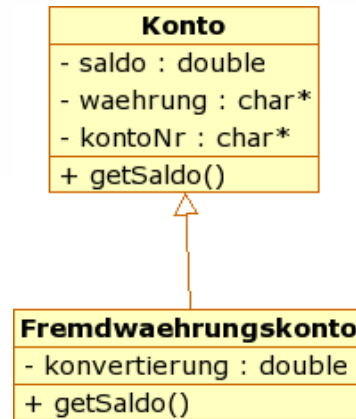 Konto
- saldo : double
- waehrung : char*
- kontoNr : char*
+ getSaldo()
Fremdwaehrungskonto
- konvertierung : double
+ getSaldo()